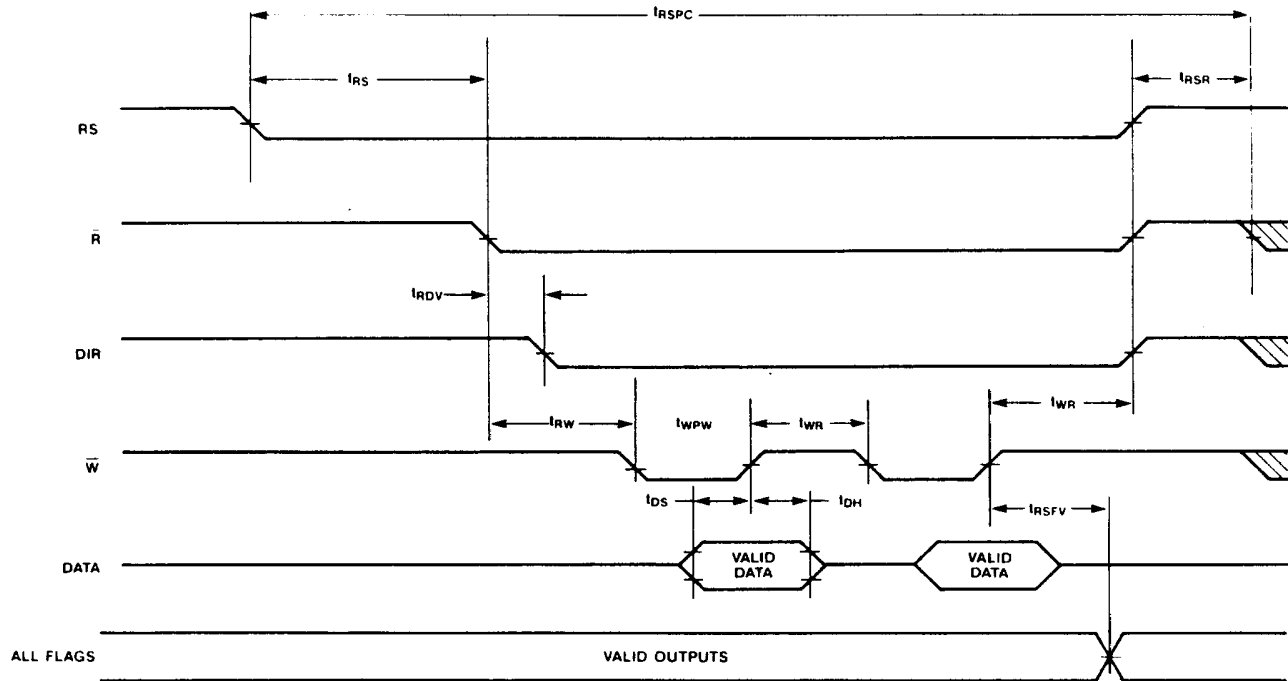 tRSPC
tRS
tRSR
RS
R̅
tRDV
DIR
tRW
tWPW
tWR
tWR
W̅
tDS
tDH
tRSFV
DATA
VALID
DATA
VALID
DATA
ALL FLAGS
VALID OUTPUTS